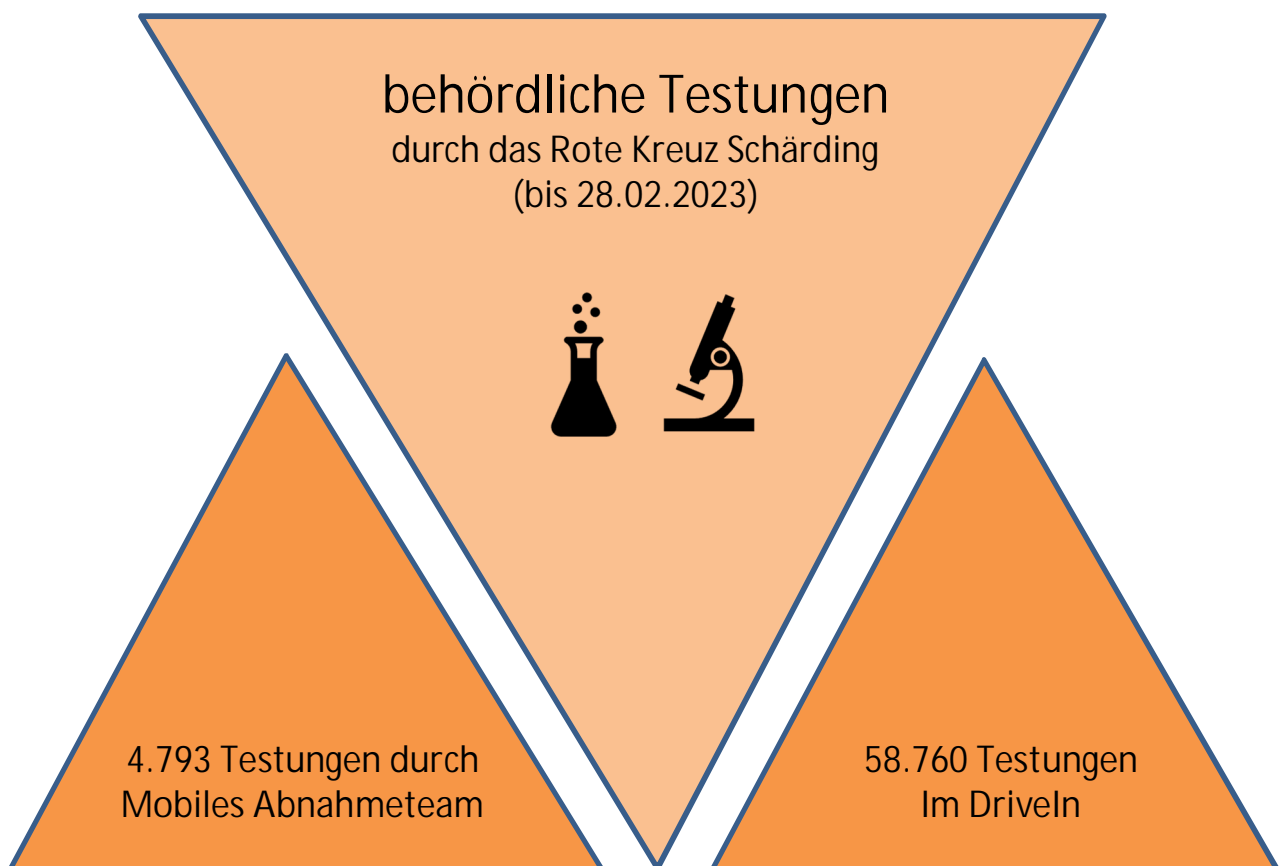 behördliche Testungen
durch das Rote Kreuz Schärding
(bis 28.02.2023)
4.793 Testungen durch
Mobiles Abnahmeteam
58.760 Testungen
Im DriveIn